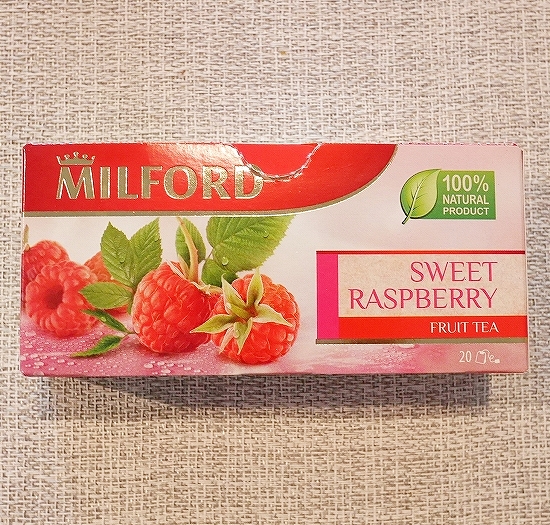 MILFORD
100%
NATURAL
PRODUCT
SWEET
RASPBERRY
FRUIT TEA
20